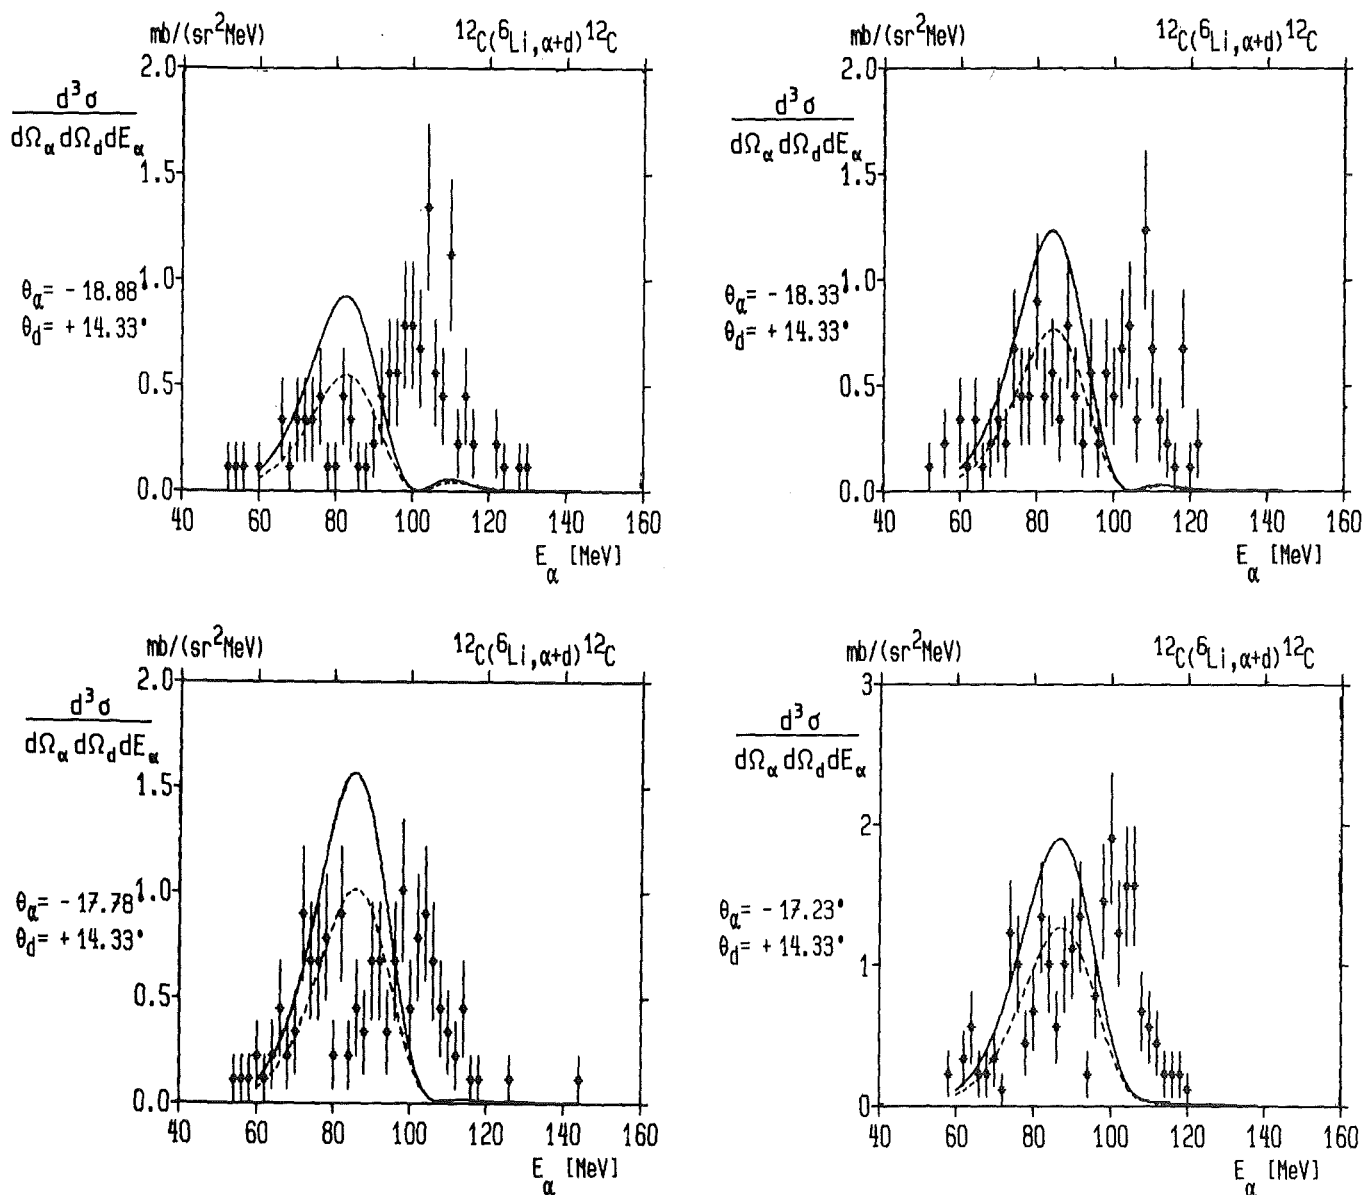 mb/(sr²MeV) ¹²C(⁶Li,α+d)¹²C
d³σ
dΩα dΩd dEα
θα= - 18.88°
θd= + 14.33°
2.0
1.5
1.0
0.5
0.0
40 60 80 100 120 140 160
Eα [MeV]
mb/(sr²MeV) ¹²C(⁶Li,α+d)¹²C
d³σ
dΩα dΩd dEα
θα= - 18.33°
θd= + 14.33°
2.0
1.5
1.0
0.5
0.0
40 60 80 100 120 140 160
Eα [MeV]
mb/(sr²MeV) ¹²C(⁶Li,α+d)¹²C
d³σ
dΩα dΩd dEα
θα= - 17.78°
θd= + 14.33°
2.0
1.5
1.0
0.5
0.0
40 60 80 100 120 140 160
Eα [MeV]
mb/(sr²MeV) ¹²C(⁶Li,α+d)¹²C
d³σ
dΩα dΩd dEα
θα= - 17.23°
θd= + 14.33°
3
2
1
0
40 60 80 100 120 140 160
Eα [MeV]